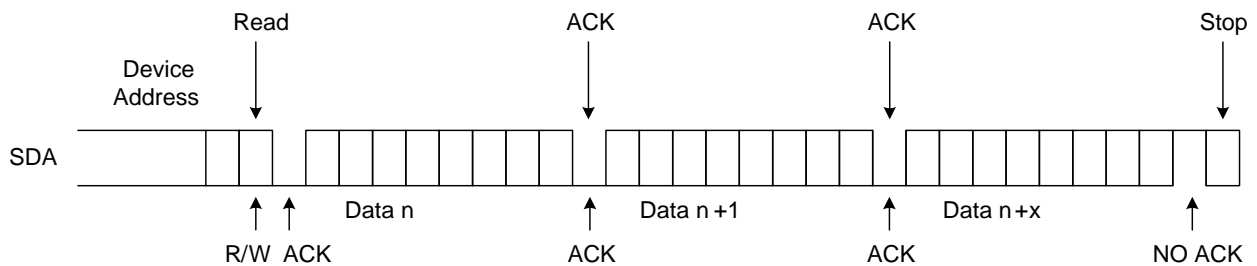 Read ACK ACK Stop
Device
Address
SDA
Data n Data n+1 Data n+x
R/W ACK ACK ACK NO ACK